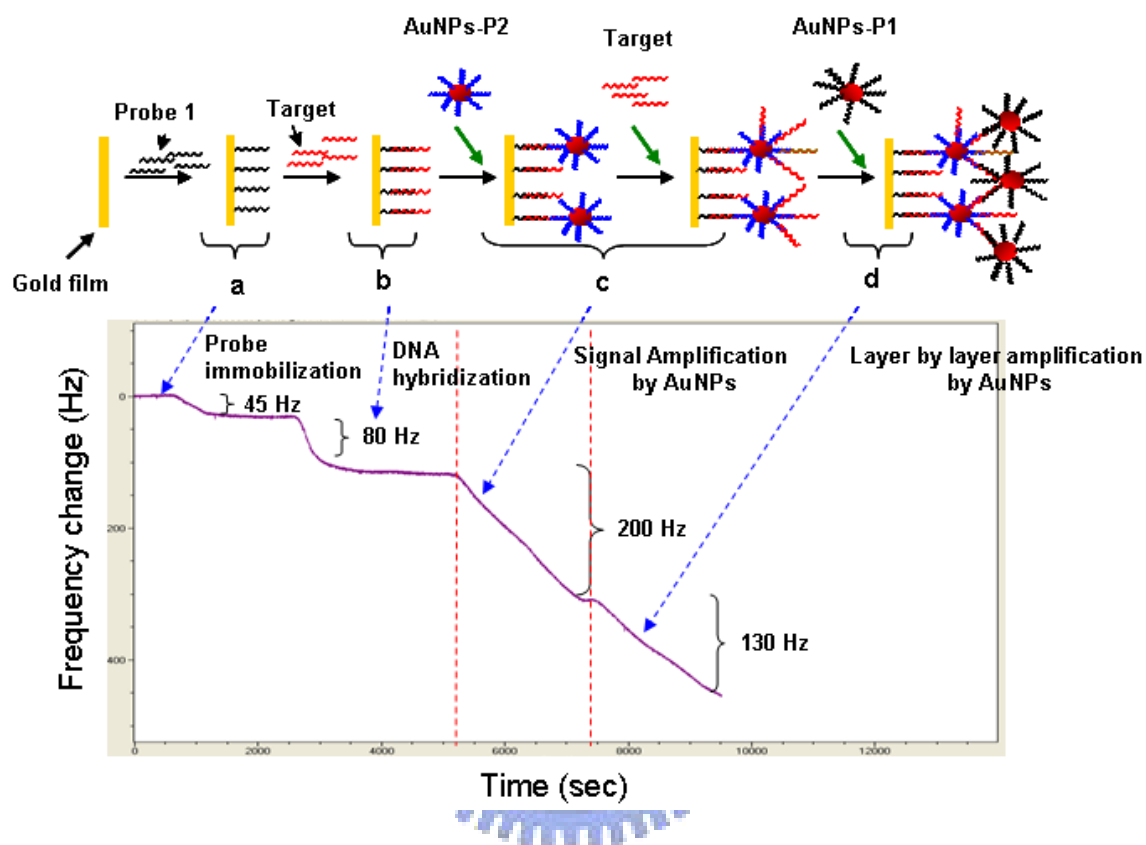 AuNPs-P2
Target
AuNPs-P1
Probe 1
Target
Gold film
a
b
c
d
Probe
immobilization
DNA
hybridization
Signal Amplification
by AuNPs
Layer by layer amplification
by AuNPs
45 Hz
80 Hz
200 Hz
130 Hz
Frequency change (Hz)
0
200
400
0
2000
4000
6000
8000
10000
12000
Time (sec)